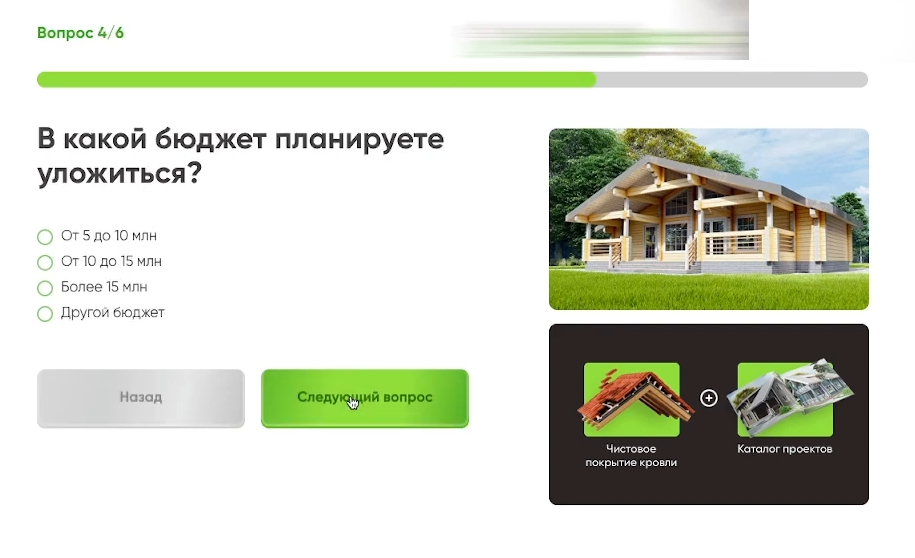 Вопрос 4/6
В какой бюджет планируете
уложиться?
От 5 до 10 млн
От 10 до 15 млн
Более 15 млн
Другой бюджет
Назад
Следующий вопрос
Чистовое
покрытие кровли
Каталог проектов